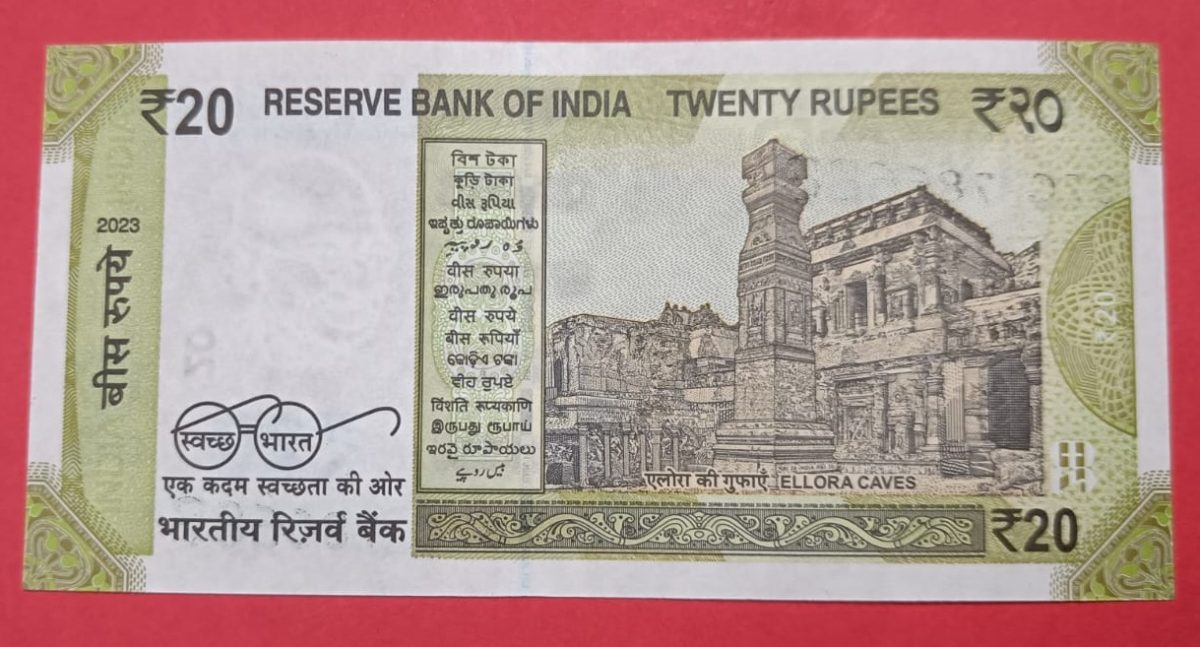 ₹20 RESERVE BANK OF INDIA TWENTY RUPEES ₹२०
2023
बीस रुपये
বিশ টকা
কুড়ি টাকা
વીસ રૂપિયા
ಇಪ್ಪತ್ತು ರೂಪಾಯಿಗಳು
वीस रुपया
ഇരുപതു രൂപ
वीस रुपये
बीस रूपियाँ
କୋଡ଼ିଏ ଟଙ୍କା
ਵੀਹ ਰੁਪਏ
विंशति रूप्यकाणि
இருபது ரூபாய்
ఇరవై రూపాయలు
بیس روپے
स्वच्छ भारत
एक कदम स्वच्छता की ओर
भारतीय रिज़र्व बैंक
एलोरा की गुफाएँ ELLORA CAVES
₹20
₹20